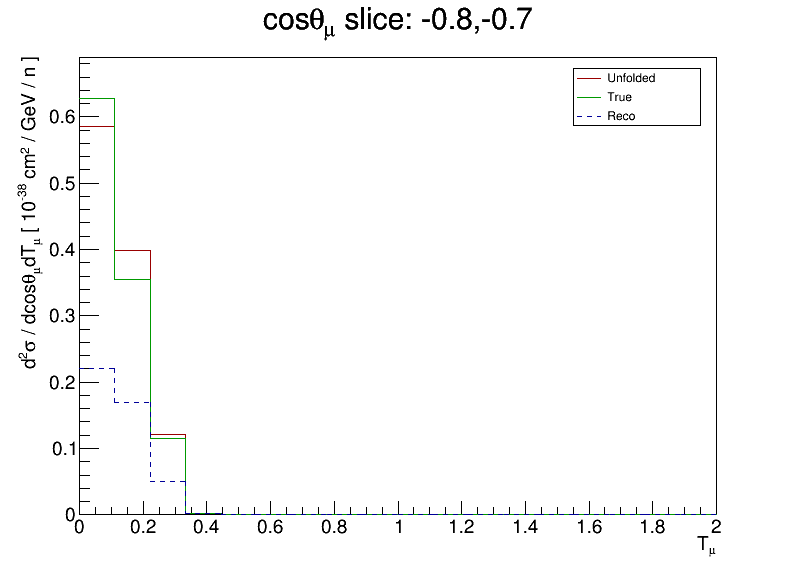 cosθμ slice: -0.8,-0.7
d²σ / dcosθμdTμ [ 10⁻³⁸ cm² / GeV / n ]
Unfolded
True
Reco
0.6
0.5
0.4
0.3
0.2
0.1
0
0 0.2 0.4 0.6 0.8 1 1.2 1.4 1.6 1.8 2
Tμ